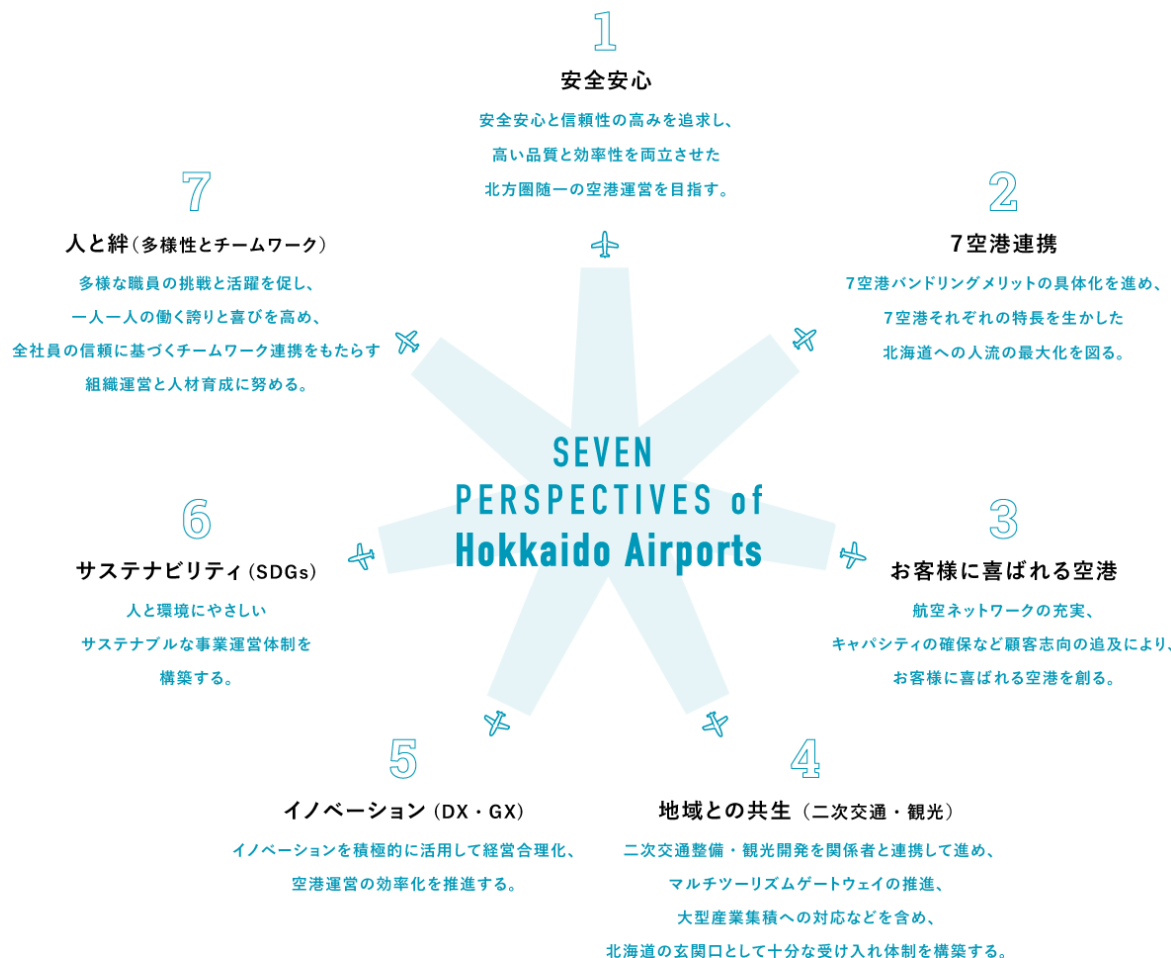 1
安全安心
安全安心と信頼性の高みを追求し、
高い品質と効率性を両立させた
北方圏随一の空港運営を目指す。
2
7空港連携
7空港バンドリングメリットの具体化を進め、
7空港それぞれの特長を生かした
北海道への人流の最大化を図る。
3
お客様に喜ばれる空港
航空ネットワークの充実、
キャパシティの確保など顧客志向の追及により、
お客様に喜ばれる空港を創る。
4
地域との共生（二次交通・観光）
二次交通整備・観光開発を関係者と連携して進め、
マルチツーリズムゲートウェイの推進、
大型産業集積への対応などを含め、
北海道の玄関口として十分な受け入れ体制を構築する。
5
イノベーション (DX・GX)
イノベーションを積極的に活用して経営合理化、
空港運営の効率化を推進する。
6
サステナビリティ (SDGs)
人と環境にやさしい
サステナブルな事業運営体制を
構築する。
7
人と絆（多様性とチームワーク）
多様な職員の挑戦と活躍を促し、
一人一人の働く誇りと喜びを高め、
全社員の信頼に基づくチームワーク連携をもたらす
組織運営と人材育成に努める。
SEVEN
PERSPECTIVES of
Hokkaido Airports